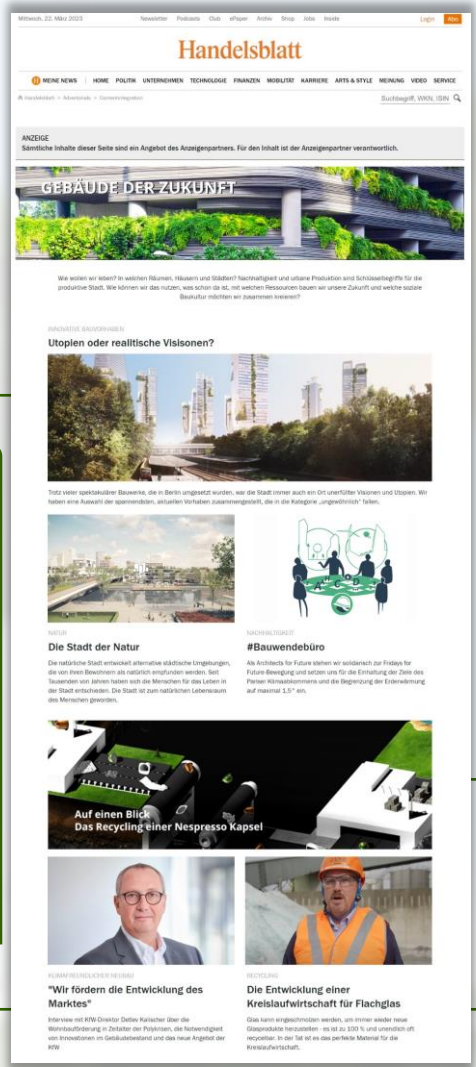 Mittwoch, 22. März 2023
Newsletter Podcasts Club ePaper Archiv Shop Jobs Inside
Login Abo
Handelsblatt
MEINE NEWS HOME POLITIK UNTERNEHMEN TECHNOLOGIE FINANZEN MOBILITÄT KARRIERE ARTS & STYLE MEINUNG VIDEO SERVICE
Handelsblatt > Advertorials > Contentintegration
Suchbegriff, WKN, ISIN
ANZEIGE
Sämtliche Inhalte dieser Seite sind ein Angebot des Anzeigenpartners. Für den Inhalt ist der Anzeigenpartner verantwortlich.
GEBÄUDE DER ZUKUNFT
Wie wollen wir leben? In welchen Räumen, Häusern und Städten? Nachhaltigkeit und urbane Produktion sind Schlüsselbegriffe für die
produktive Stadt. Wie können wir das nutzen, was schon da ist, mit welchen Ressourcen bauen wir unsere Zukunft und welche soziale
Baukultur möchten wir zusammen kreieren?
INNOVATIVE BAUVORHABEN
Utopien oder realitische Visisonen?
Trotz vieler spektakulärer Bauwerke, die in Berlin umgesetzt wurden, war die Stadt immer auch ein Ort unerfüllter Visionen und Utopien. Wir
haben eine Auswahl der spannendsten, aktuellen Vorhaben zusammengestellt, die in die Kategorie „ungewöhnlich" fallen.
NATUR
Die Stadt der Natur
Die natürliche Stadt entwickelt alternative städtische Umgebungen,
die von ihren Bewohnern als natürlich empfunden werden. Seit
Tausenden von Jahren haben sich die Menschen für das Leben in
der Stadt entschieden. Die Stadt ist zum natürlichen Lebensraum
des Menschen geworden.
NACHHALTIGKEIT
#Bauwendebüro
Als Architects for Future stehen wir solidarisch zur Fridays for
Future-Bewegung und setzen uns für die Einhaltung der Ziele des
Pariser Klimaabkommens und die Begrenzung der Erderwärmung
auf maximal 1,5° ein.
Auf einen Blick
Das Recycling einer Nespresso Kapsel
KLIMAFREUNDLICHER NEUBAU
"Wir fördern die Entwicklung des
Marktes"
Interview mit KfW-Direktor Detlev Kalischer über die
Wohnbauförderung in Zeitalter der Polykrisen, die Notwendigkeit
von Innovationen im Gebäudebestand und das neue Angebot der
KfW
RECYCLING
Die Entwicklung einer
Kreislaufwirtschaft für Flachglas
Glas kann eingeschmolzen werden, um immer wieder neue
Glasprodukte herzustellen - es ist zu 100 % und unendlich oft
recycelbar. In der Tat ist es das perfekte Material für die
Kreislaufwirtschaft.